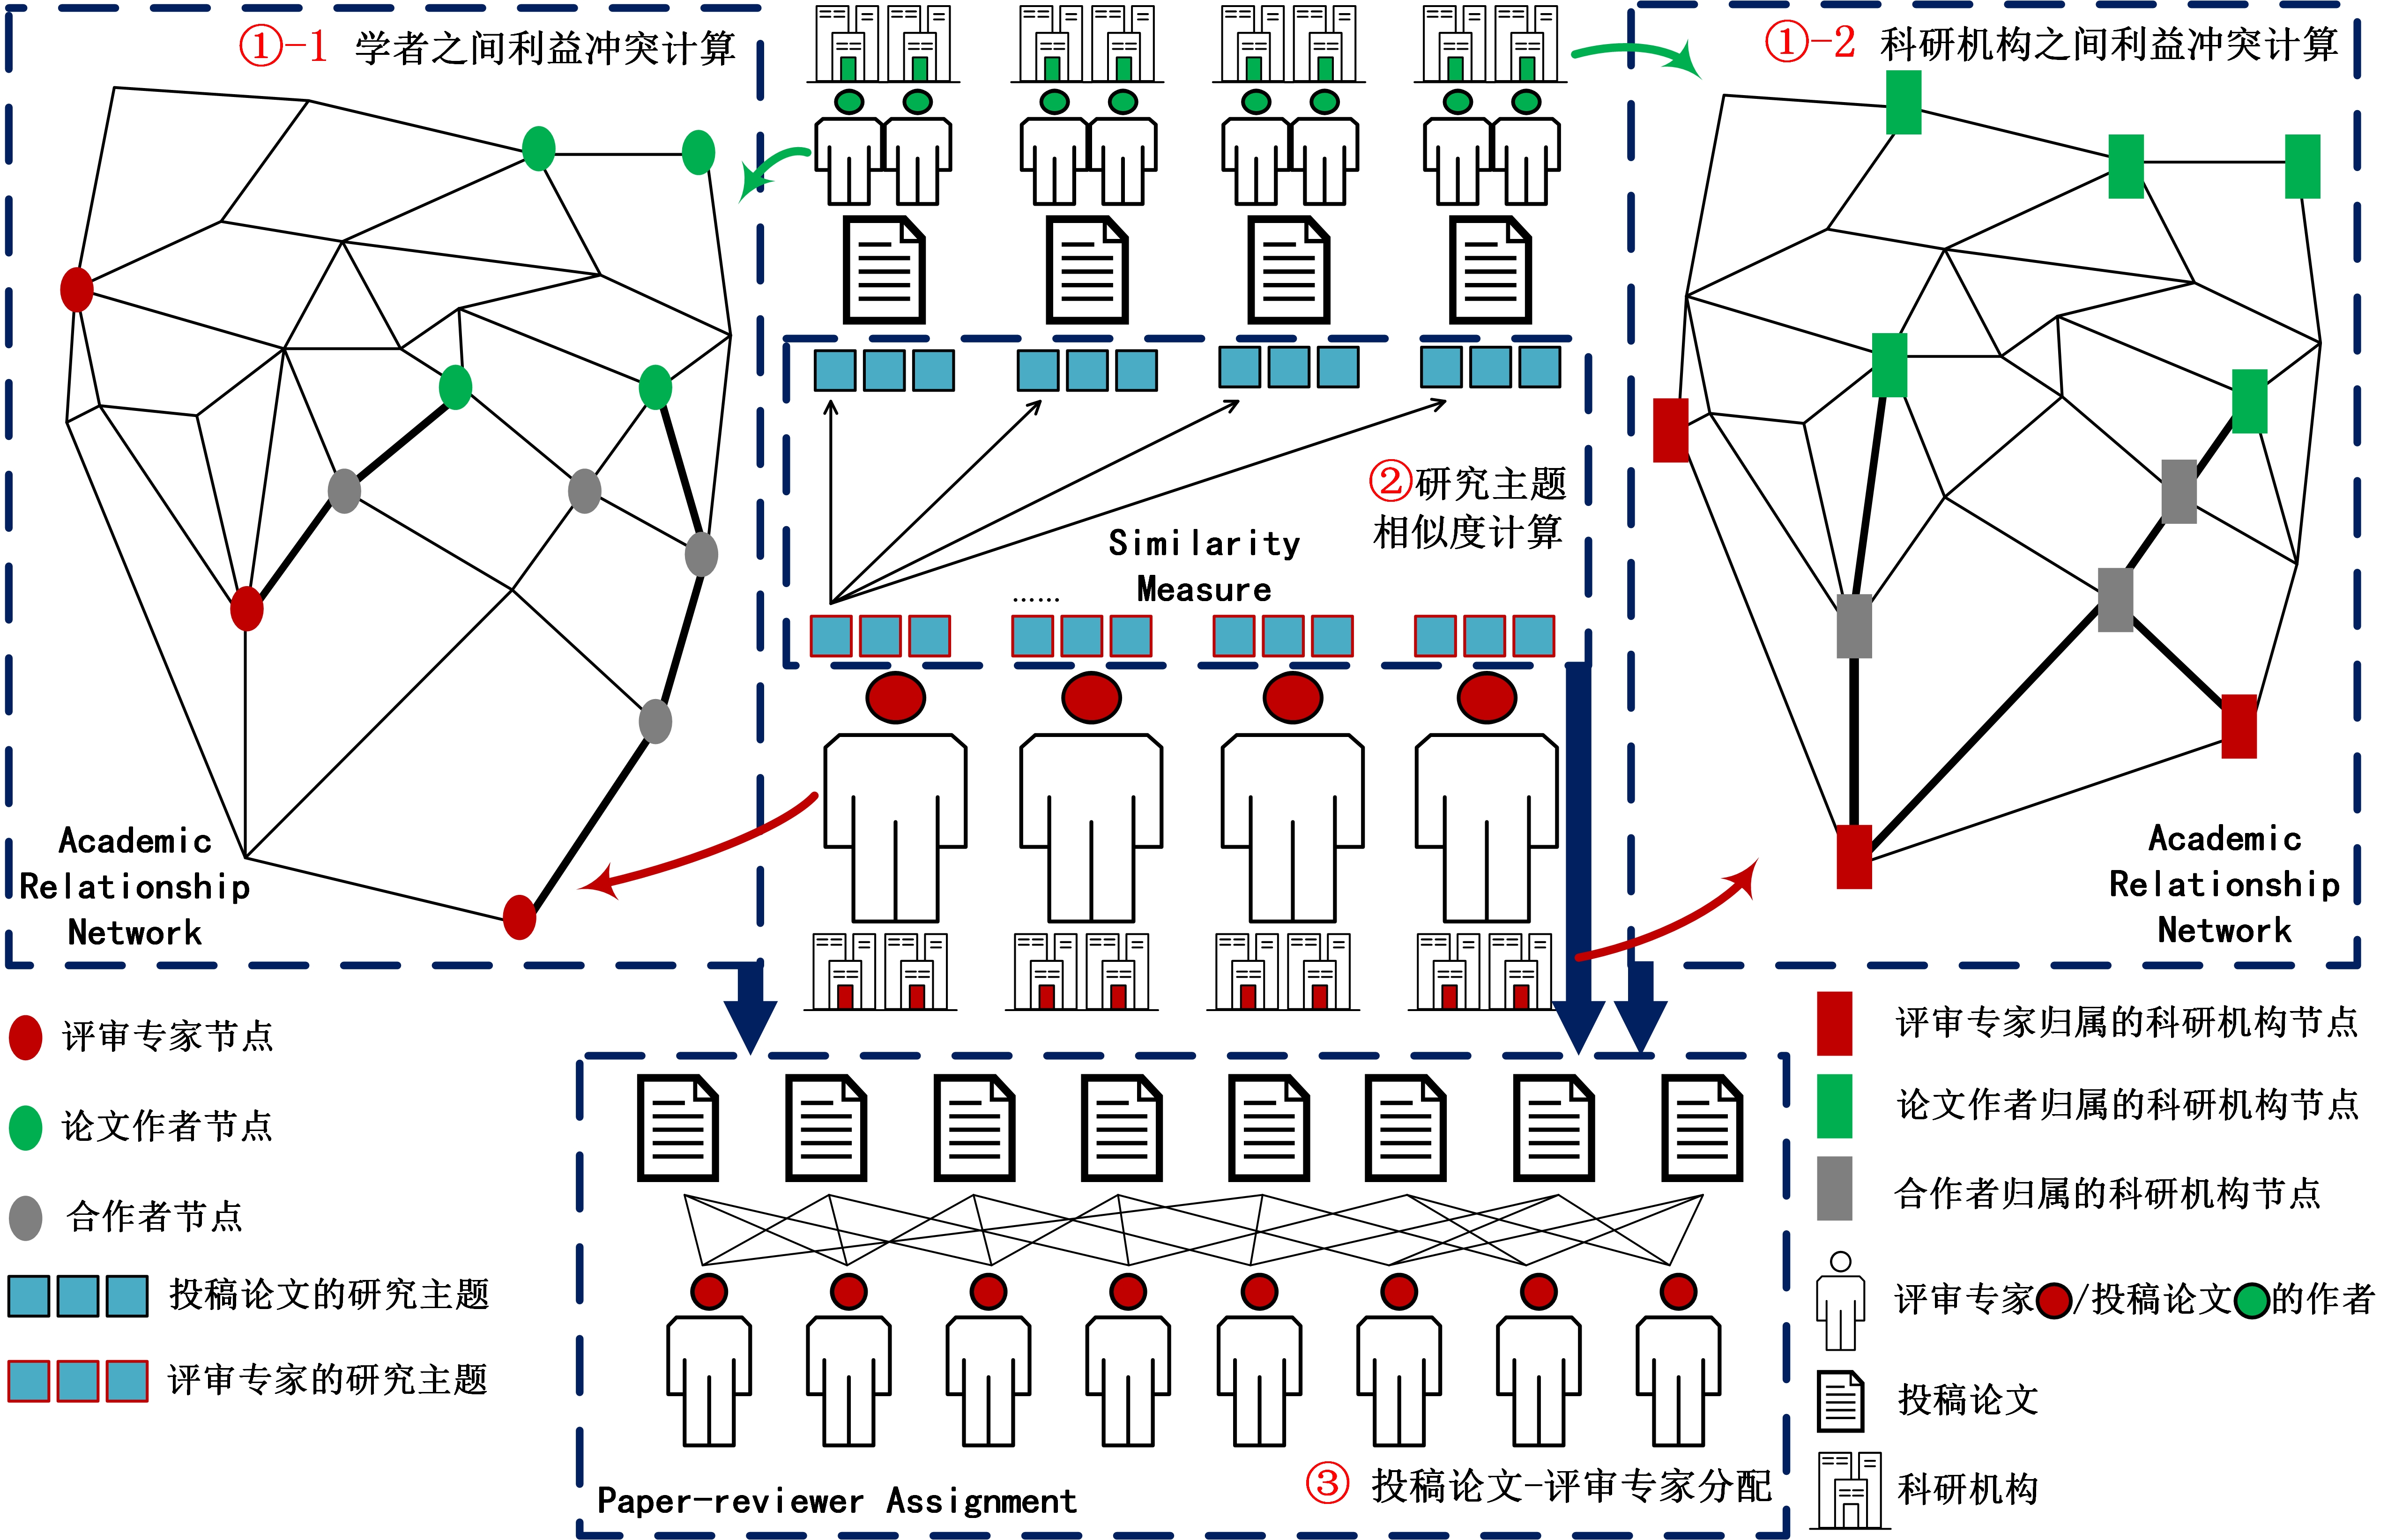 ①-1 学者之间利益冲突计算
①-2 科研机构之间利益冲突计算
②研究主题
相似度计算
Similarity
Measure
......
Academic
Relationship
Network
Academic
Relationship
Network
评审专家节点
论文作者节点
合作者节点
投稿论文的研究主题
评审专家的研究主题
Paper-reviewer Assignment
③ 投稿论文-评审专家分配
评审专家归属的科研机构节点
论文作者归属的科研机构节点
合作者归属的科研机构节点
评审专家/投稿论文的作者
投稿论文
科研机构